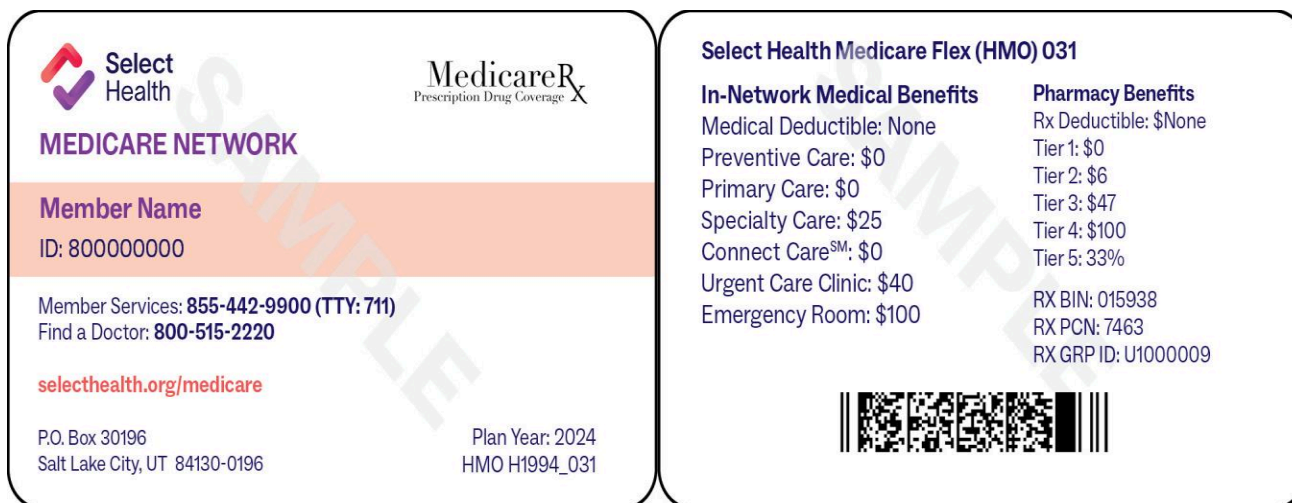 Select
Health
MedicareRx
Prescription Drug Coverage
MEDICARE NETWORK
Member Name
ID: 800000000
Member Services: 855-442-9900 (TTY: 711)
Find a Doctor: 800-515-2220
selecthealth.org/medicare
P.O. Box 30196
Salt Lake City, UT 84130-0196
Plan Year: 2024
HMO H1994_031
SAMPLE
Select Health Medicare Flex (HMO) 031
In-Network Medical Benefits
Medical Deductible: None
Preventive Care: $0
Primary Care: $0
Specialty Care: $25
Connect Care℠: $0
Urgent Care Clinic: $40
Emergency Room: $100
Pharmacy Benefits
Rx Deductible: $None
Tier 1: $0
Tier 2: $6
Tier 3: $47
Tier 4: $100
Tier 5: 33%
RX BIN: 015938
RX PCN: 7463
RX GRP ID: U1000009
SAMPLE